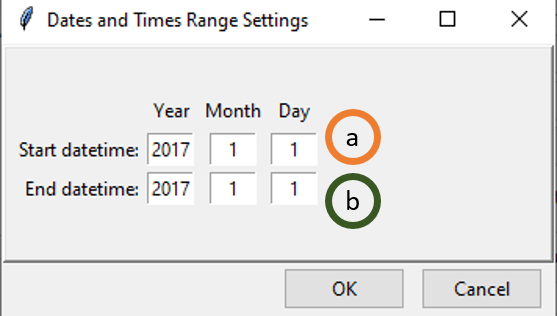 Dates and Times Range Settings
Year Month Day
Start datetime: 2017 1 1 a
End datetime: 2017 1 1 b
OK Cancel